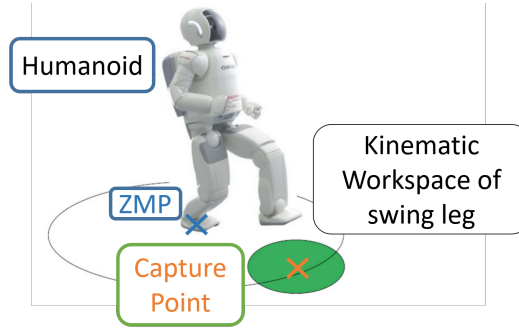 Humanoid
Kinematic
Workspace of
swing leg
ZMP
Capture
Point